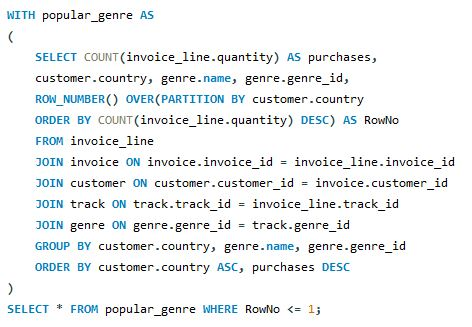 WITH popular_genre AS
(
SELECT COUNT(invoice_line.quantity) AS purchases,
customer.country, genre.name, genre.genre_id,
ROW_NUMBER() OVER(PARTITION BY customer.country
ORDER BY COUNT(invoice_line.quantity) DESC) AS RowNo
FROM invoice_line
JOIN invoice ON invoice.invoice_id = invoice_line.invoice_id
JOIN customer ON customer.customer_id = invoice.customer_id
JOIN track ON track.track_id = invoice_line.track_id
JOIN genre ON genre.genre_id = track.genre_id
GROUP BY customer.country, genre.name, genre.genre_id
ORDER BY customer.country ASC, purchases DESC
)
SELECT * FROM popular_genre WHERE RowNo <= 1;